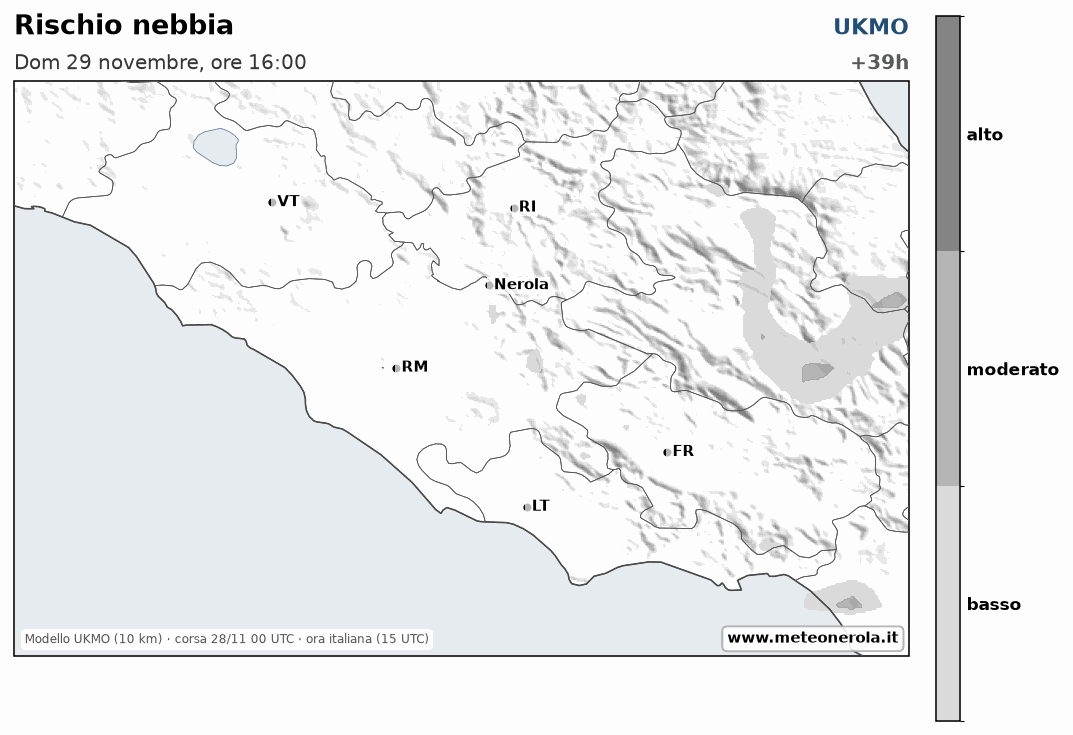 Rischio nebbia
UKMO
Dom 29 novembre, ore 16:00
+39h
alto
VT
RI
Nerola
RM
moderato
FR
LT
basso
Modello UKMO (10 km) · corsa 28/11 00 UTC · ora italiana (15 UTC)
www.meteonerola.it